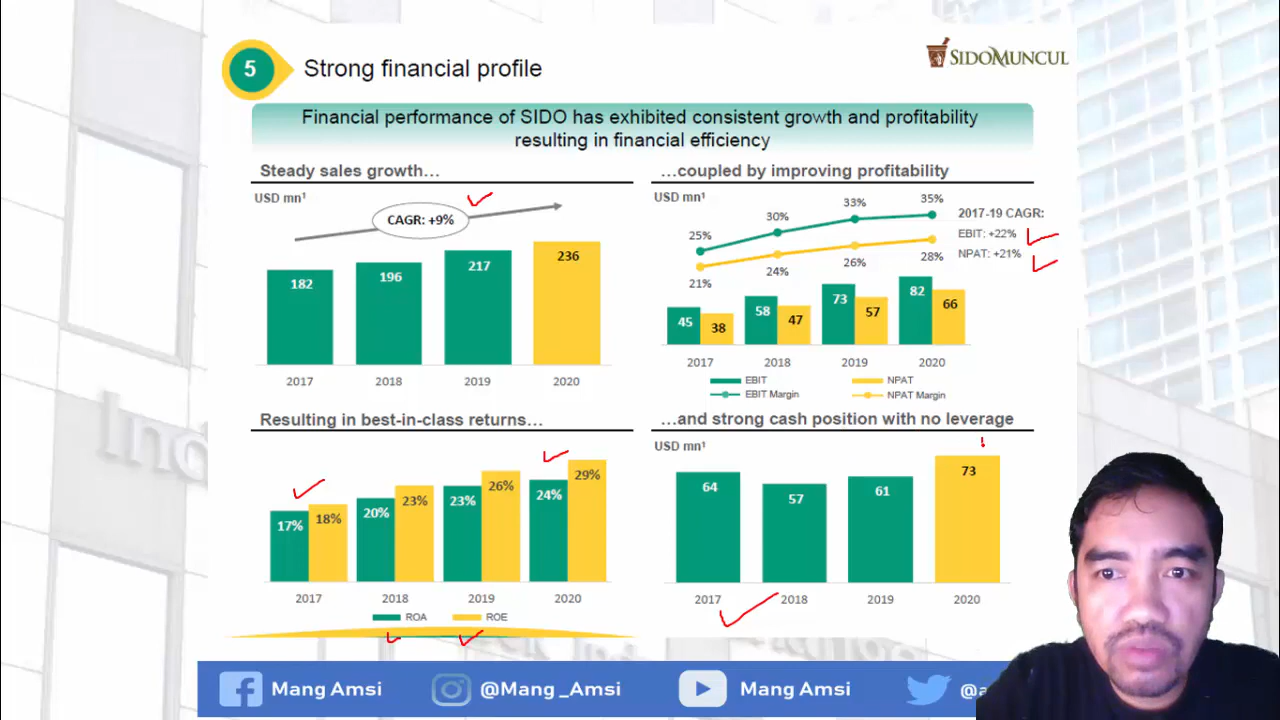 5
Strong financial profile
SIDOMUNCUL
Financial performance of SIDO has exhibited consistent growth and profitability
resulting in financial efficiency
Steady sales growth…
USD mn¹
CAGR: +9%
182
196
217
236
2017
2018
2019
2020
…coupled by improving profitability
USD mn¹
25%
30%
33%
35%
21%
24%
26%
28%
2017-19 CAGR:
EBIT: +22%
NPAT: +21%
45
38
58
47
73
57
82
66
2017
2018
2019
2020
EBIT
NPAT
EBIT Margin
NPAT Margin
Resulting in best-in-class returns…
17%
18%
20%
23%
23%
26%
24%
29%
2017
2018
2019
2020
ROA
ROE
…and strong cash position with no leverage
USD mn¹
64
57
61
73
2017
2018
2019
2020
Mang Amsi
@Mang_Amsi
Mang Amsi